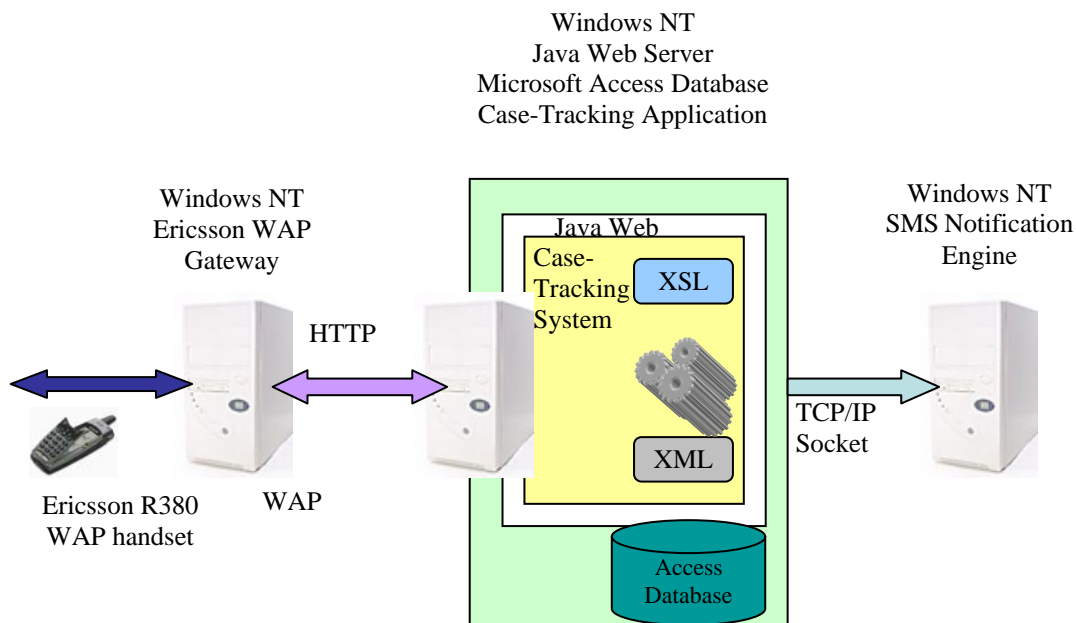 Windows NT
Java Web Server
Microsoft Access Database
Case-Tracking Application
Windows NT
Ericsson WAP
Gateway
Windows NT
SMS Notification
Engine
Java Web
Case-
Tracking
System
XSL
HTTP
TCP/IP
Socket
XML
WAP
Ericsson R380
WAP handset
Access
Database